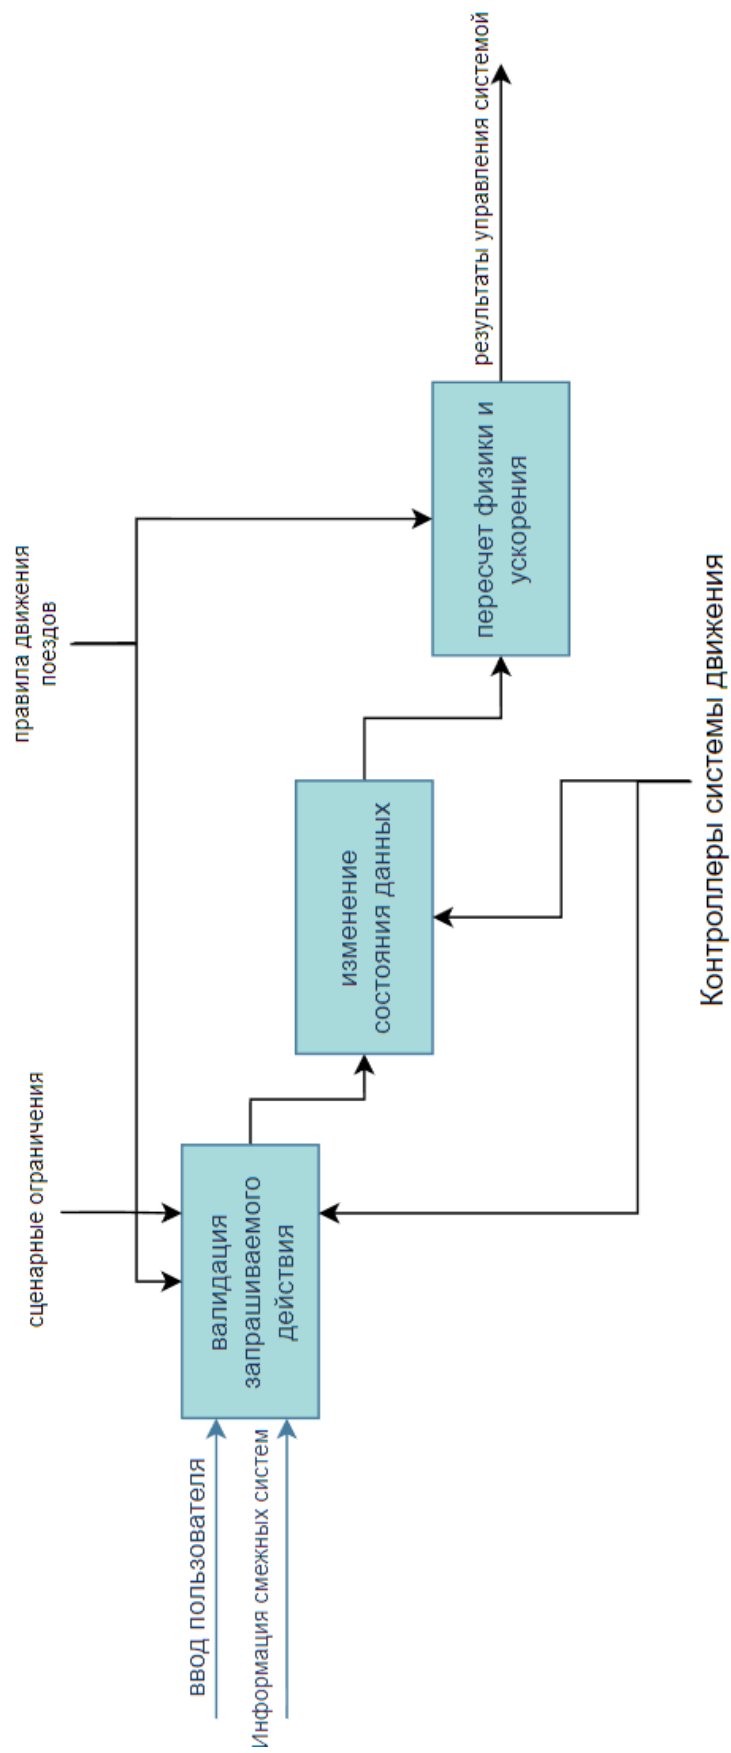 сценарные ограничения
правила движения
поездов
ввод пользователя
Информация смежных систем
валидация
запрашиваемого
действия
изменение
состояния данных
пересчет физики и
ускорения
результаты управления системой
Контроллеры системы движения